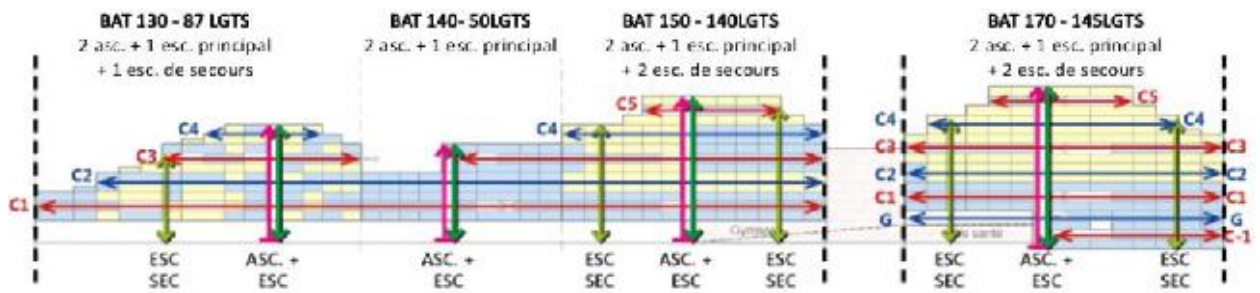 BAT 130 - 87 LGTS
2 asc. + 1 esc. principal
+ 1 esc. de secours
BAT 140- 50LGTS
2 asc. + 1 esc. principal
BAT 150 - 140LGTS
2 asc. + 1 esc. principal
+ 2 esc. de secours
BAT 170 - 145LGTS
2 asc. + 1 esc. principal
+ 2 esc. de secours
C5
C5
C4
C4
C4
C4
C3
C3
C3
C2
C2
C2
C1
C1
C1
G
G
C-1
ESC
SEC
ASC. +
ESC
ASC. +
ESC
ESC
SEC
ASC. +
ESC
ESC
SEC
ESC
SEC
ASC. +
ESC
ESC
SEC